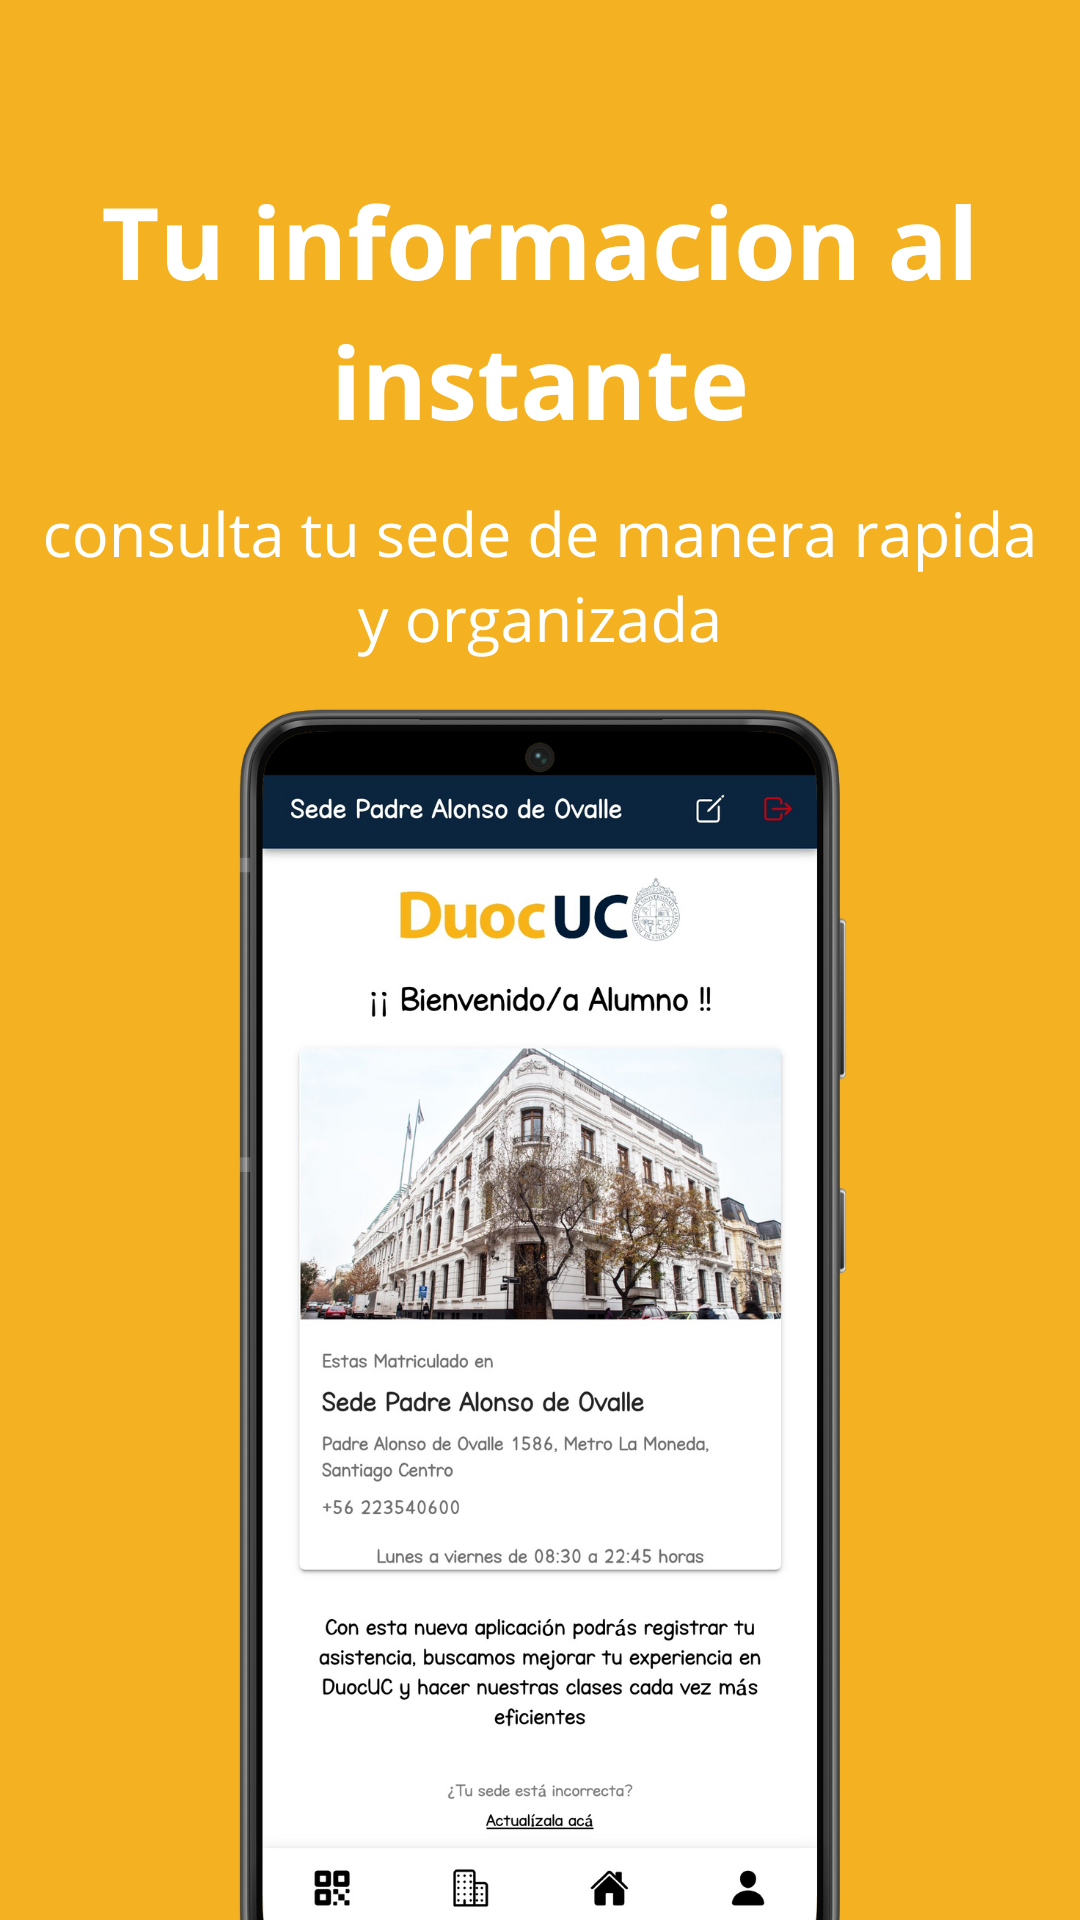 Tu informacion al
instante
consulta tu sede de manera rapida
y organizada
Sede Padre Alonso de Ovalle
Duoc UC
¡¡ Bienvenido/a Alumno !!
Estas Matriculado en
Sede Padre Alonso de Ovalle
Padre Alonso de Ovalle 1586, Metro La Moneda,
Santiago Centro
+56 223540600
Lunes a viernes de 08:30 a 22:45 horas
Con esta nueva aplicación podrás registrar tu
asistencia, buscamos mejorar tu experiencia en
DuocUC y hacer nuestras clases cada vez más
eficientes
¿Tu sede está incorrecta?
Actualízala acá